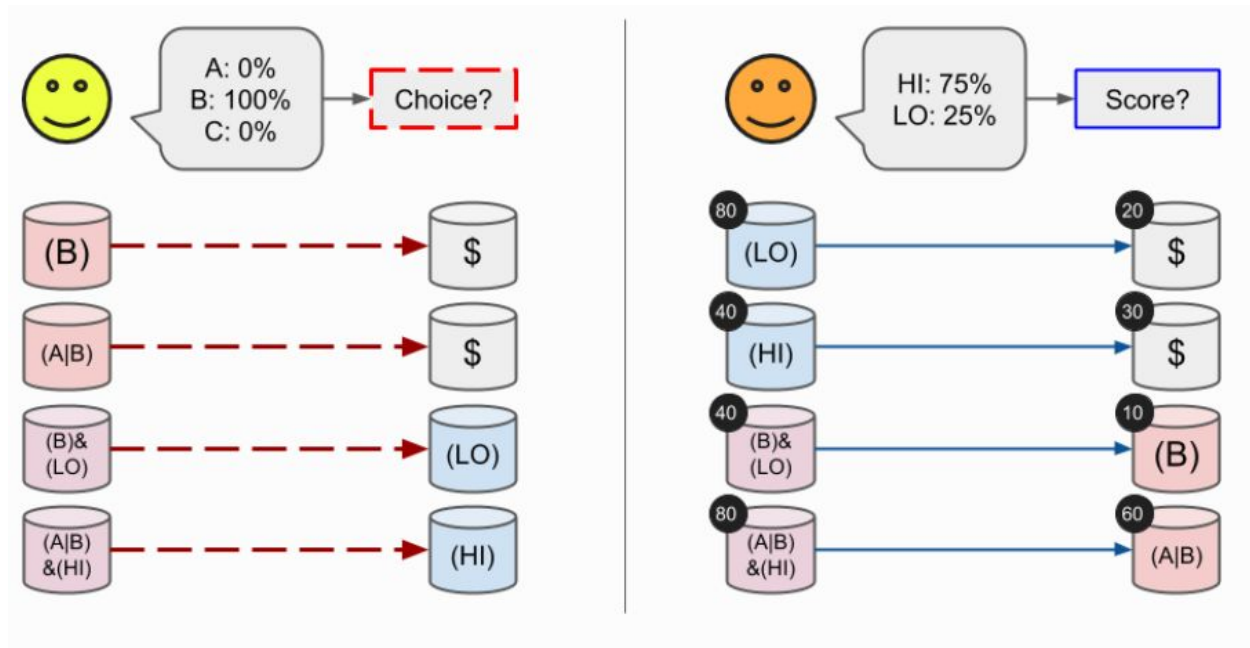 A: 0%
B: 100%
C: 0%
Choice?
(B)
$
(A|B)
$
(B)&
(LO)
(LO)
(A|B)
&(HI)
(HI)
HI: 75%
LO: 25%
Score?
80
(LO)
20
$
40
(HI)
30
$
40
(B)&
(LO)
10
(B)
80
(A|B)
&(HI)
60
(A|B)